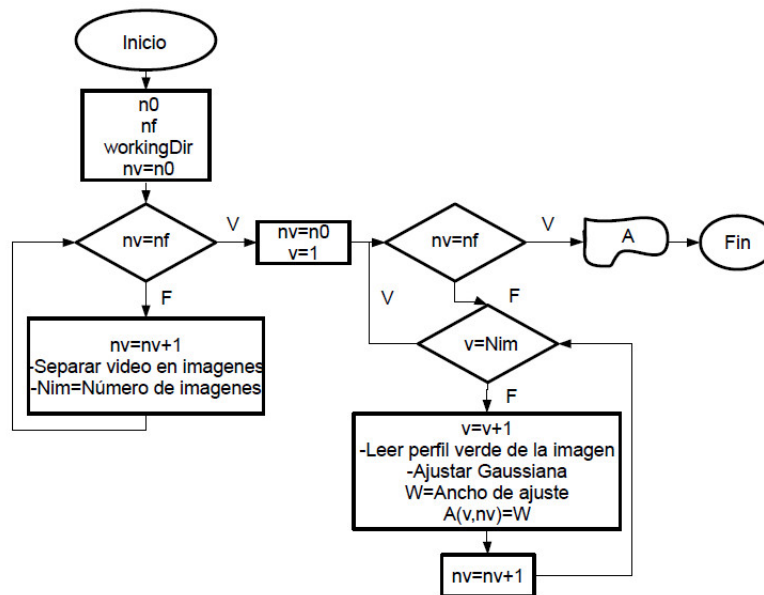 Inicio
n0
nf
workingDir
nv=n0
nv=nf
V
F
nv=nv+1
-Separar video en imagenes
-Nim=Número de imagenes
nv=n0
v=1
nv=nf
V
A
Fin
F
V
v=Nim
F
v=v+1
-Leer perfil verde de la imagen
-Ajustar Gaussiana
W=Ancho de ajuste
A(v,nv)=W
nv=nv+1